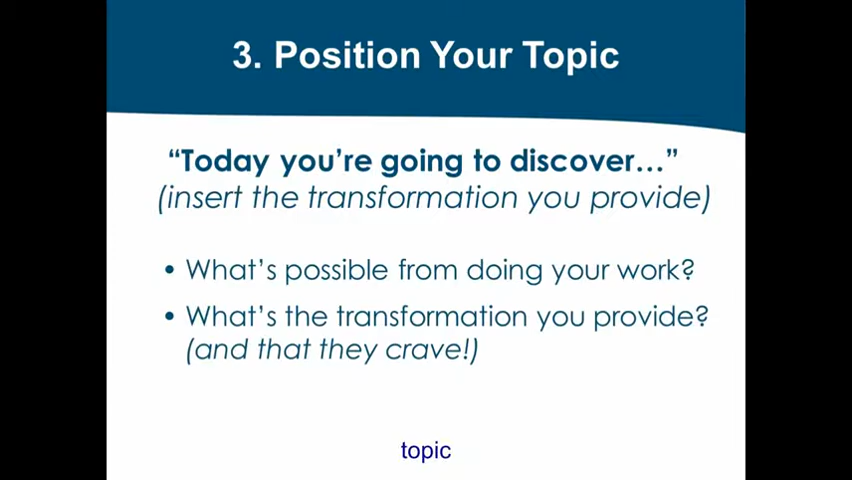 3. Position Your Topic
“Today you’re going to discover…”
(insert the transformation you provide)
• What’s possible from doing your work?
• What’s the transformation you provide?
(and that they crave!)
topic